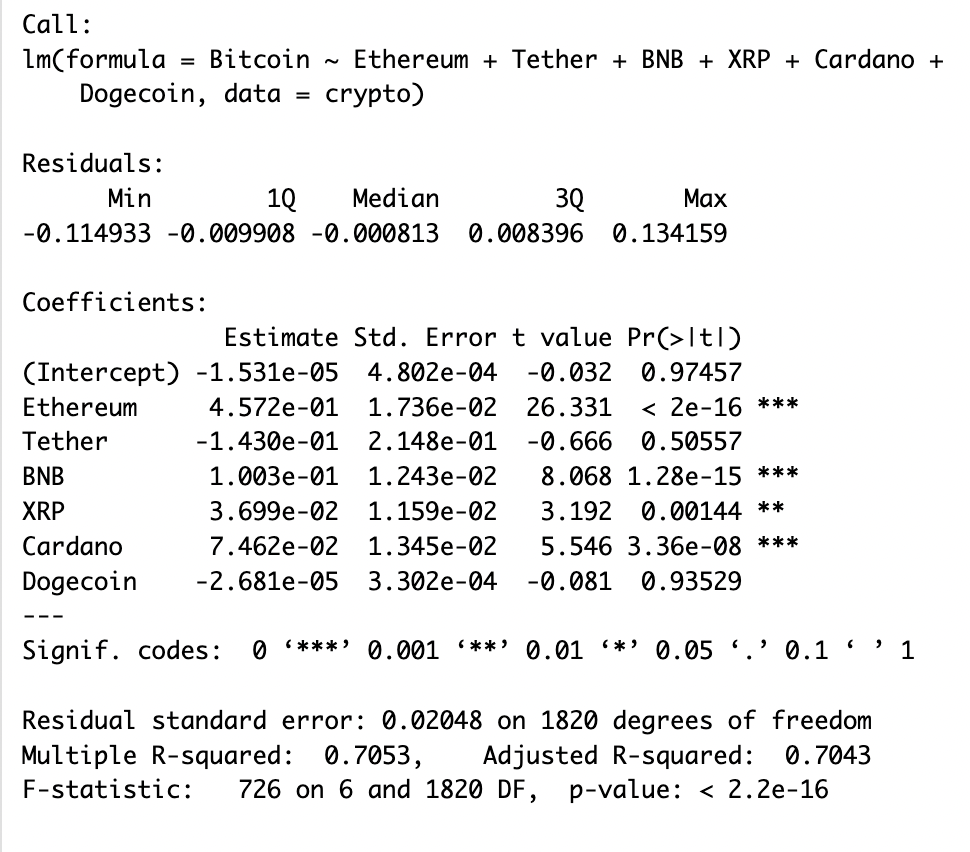 Call:
lm(formula = Bitcoin ~ Ethereum + Tether + BNB + XRP + Cardano +
    Dogecoin, data = crypto)

Residuals:
      Min        1Q    Median        3Q       Max
-0.114933 -0.009908 -0.000813  0.008396  0.134159

Coefficients:
              Estimate Std. Error t value Pr(>|t|)
(Intercept) -1.531e-05  4.802e-04  -0.032  0.97457
Ethereum     4.572e-01  1.736e-02  26.331  < 2e-16 ***
Tether      -1.430e-01  2.148e-01  -0.666  0.50557
BNB          1.003e-01  1.243e-02   8.068 1.28e-15 ***
XRP          3.699e-02  1.159e-02   3.192  0.00144 **
Cardano      7.462e-02  1.345e-02   5.546 3.36e-08 ***
Dogecoin    -2.681e-05  3.302e-04  -0.081  0.93529
---
Signif. codes:  0 ‘***’ 0.001 ‘**’ 0.01 ‘*’ 0.05 ‘.’ 0.1 ‘ ’ 1

Residual standard error: 0.02048 on 1820 degrees of freedom
Multiple R-squared:  0.7053,    Adjusted R-squared:  0.7043
F-statistic:   726 on 6 and 1820 DF,  p-value: < 2.2e-16